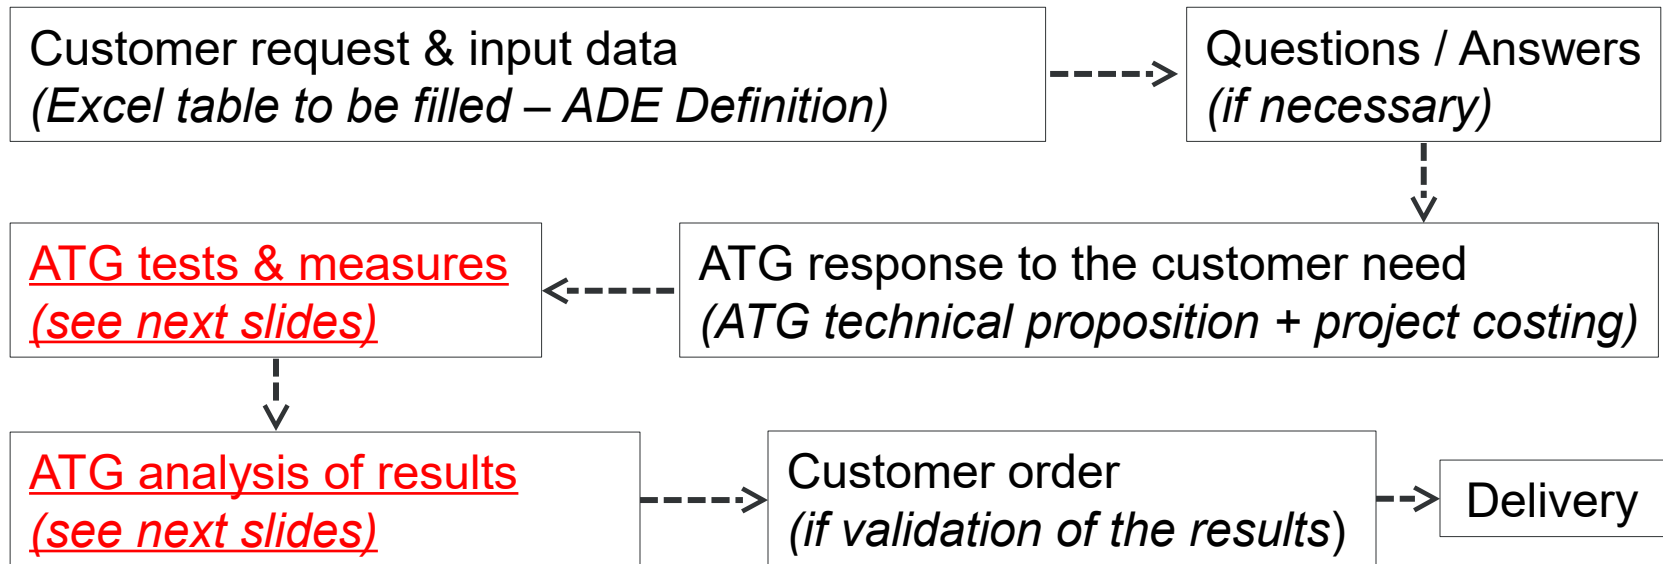 Customer request & input data
(Excel table to be filled – ADE Definition)
Questions / Answers
(if necessary)
ATG response to the customer need
(ATG technical proposition + project costing)
ATG tests & measures
(see next slides)
ATG analysis of results
(see next slides)
Customer order
(if validation of the results)
Delivery